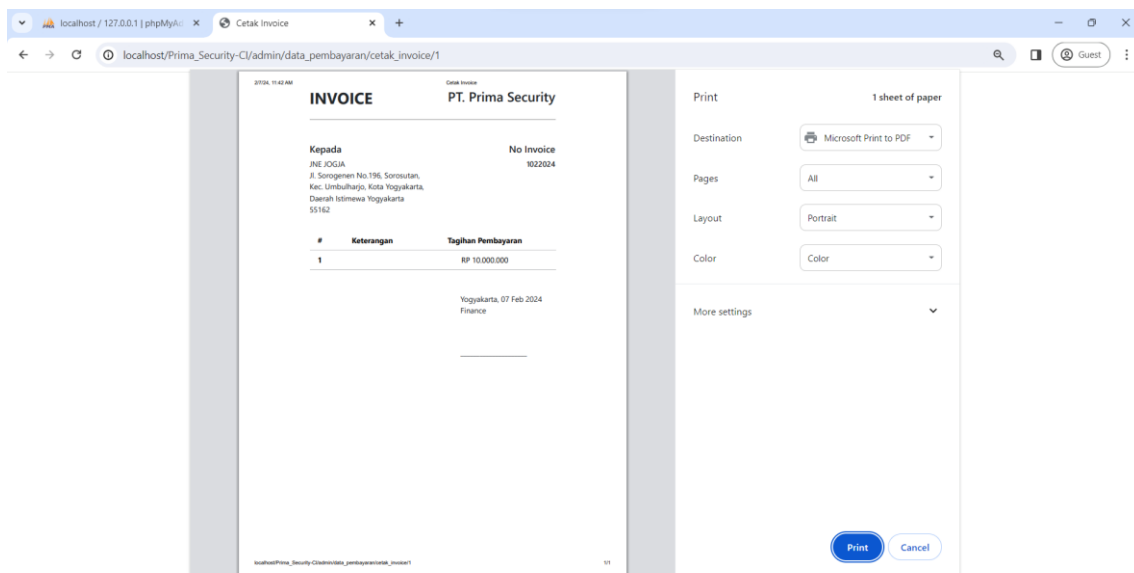 localhost / 127.0.0.1 | phpMyAd
Cetak Invoice
localhost/Prima_Security-CI/admin/data_pembayaran/cetak_invoice/1
Guest
2/7/24, 11:42 AM
Cetak Invoice
INVOICE
PT. Prima Security
Kepada
No Invoice
JNE JOGJA
1022024
Jl. Sorogenen No.196, Sorosutan,
Kec. Umbulharjo, Kota Yogyakarta,
Daerah Istimewa Yogyakarta
55162
# Keterangan Tagihan Pembayaran
1 RP 10.000.000
Yogyakarta, 07 Feb 2024
Finance
localhost/Prima_Security-CI/admin/data_pembayaran/cetak_invoice/1
1/1
Print
1 sheet of paper
Destination
Microsoft Print to PDF
Pages
All
Layout
Portrait
Color
Color
More settings
Print
Cancel